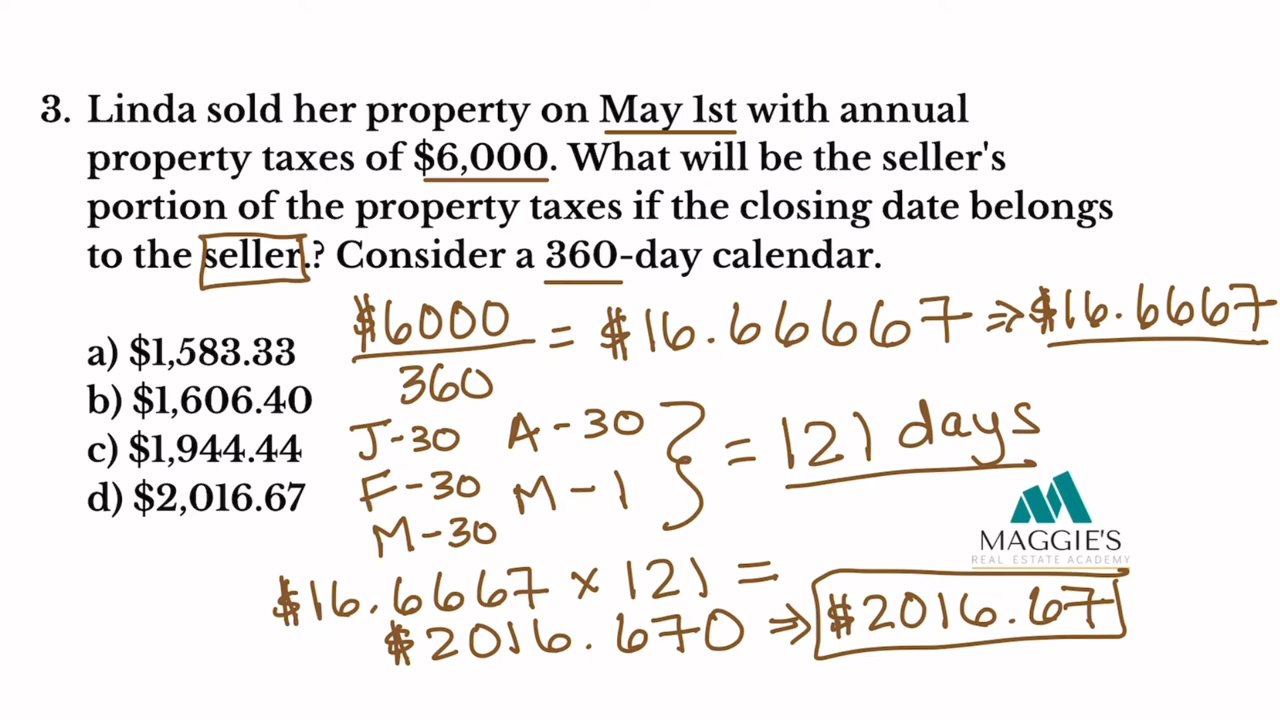 3. Linda sold her property on May 1st with annual
property taxes of $6,000. What will be the seller's
portion of the property taxes if the closing date belongs
to the seller.? Consider a 360-day calendar.
$6000 = $16.66667 ⇒ $16.6667
360
a) $1,583.33
b) $1,606.40
c) $1,944.44
d) $2,016.67
J-30 A-30
F-30 M-1
M-30
} = 121 days
MAGGIE'S
REAL ESTATE ACADEMY
$16.6667 x 121 =
$2016.670 ⇒ $2016.67